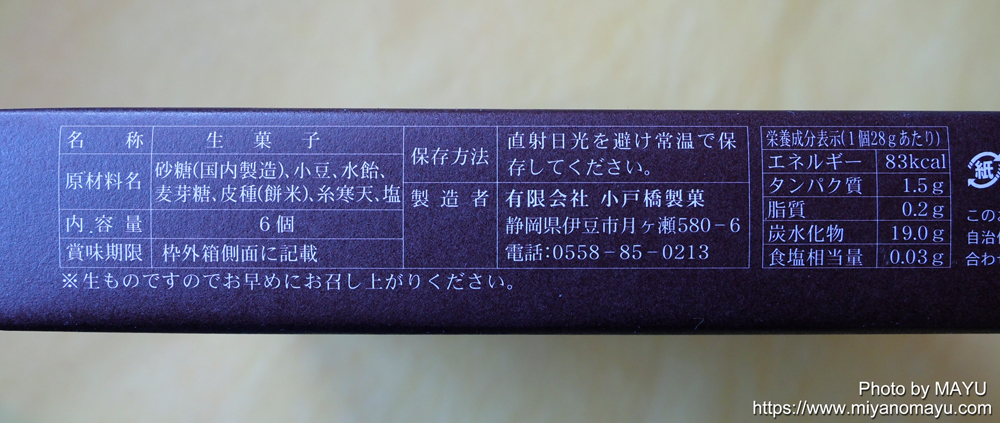 名　称　生　菓　子
原材料名　砂糖(国内製造)、小豆、水飴、
麦芽糖、皮種(餅米)、糸寒天、塩
内.容量　6個
賞味期限　枠外箱側面に記載
保存方法　直射日光を避け常温で保
存してください。
製造者　有限会社 小戸橋製菓
静岡県伊豆市月ヶ瀬580−6
電話:0558−85−0213
栄養成分表示(1個28gあたり)
エネルギー　83kcal
タンパク質　1.5g
脂質　0.2g
炭水化物　19.0g
食塩相当量　0.03g
※生ものですのでお早めにお召し上がりください。
紙
この
自治
合わ
Photo by MAYU
https://www.miyanomayu.com/